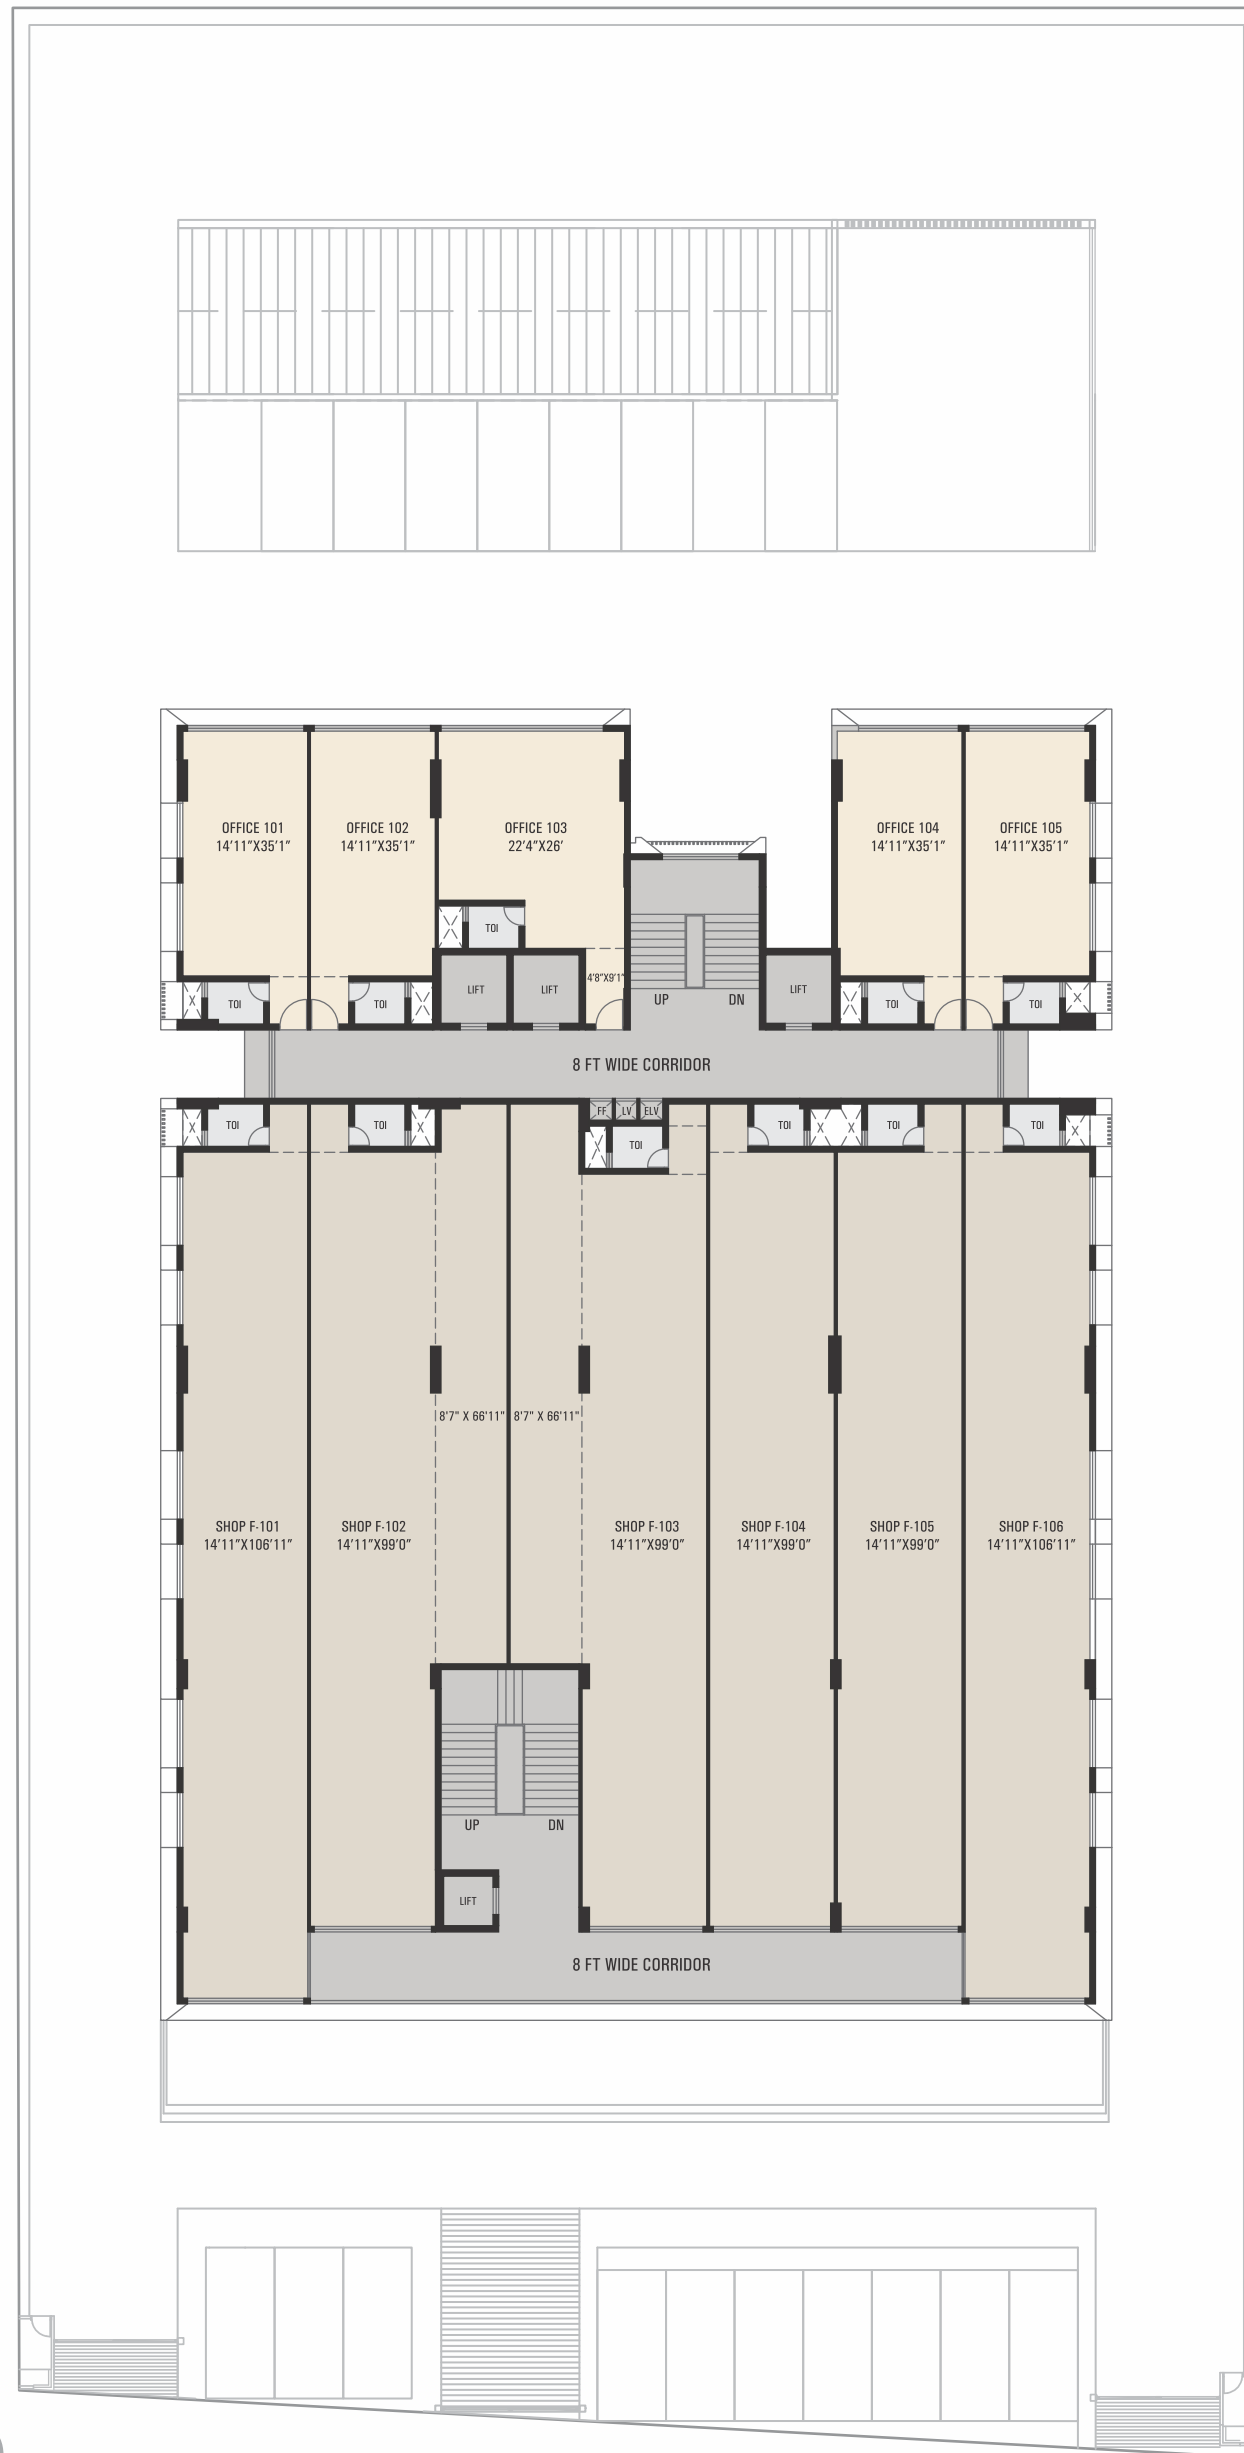 OFFICE 101
14'11"X35'1"
OFFICE 102
14'11"X35'1"
OFFICE 103
22'4"X26'
OFFICE 104
14'11"X35'1"
OFFICE 105
14'11"X35'1"
TOI
4'8"X9'1"
LIFT
LIFT
LIFT
UP
DN
TOI
TOI
TOI
TOI
8 FT WIDE CORRIDOR
FF
LV
ELV
TOI
TOI
TOI
TOI
TOI
TOI
8'7" X 66'11"
8'7" X 66'11"
SHOP F-101
14'11"X106'11"
SHOP F-102
14'11"X99'0"
SHOP F-103
14'11"X99'0"
SHOP F-104
14'11"X99'0"
SHOP F-105
14'11"X99'0"
SHOP F-106
14'11"X106'11"
UP
DN
LIFT
8 FT WIDE CORRIDOR